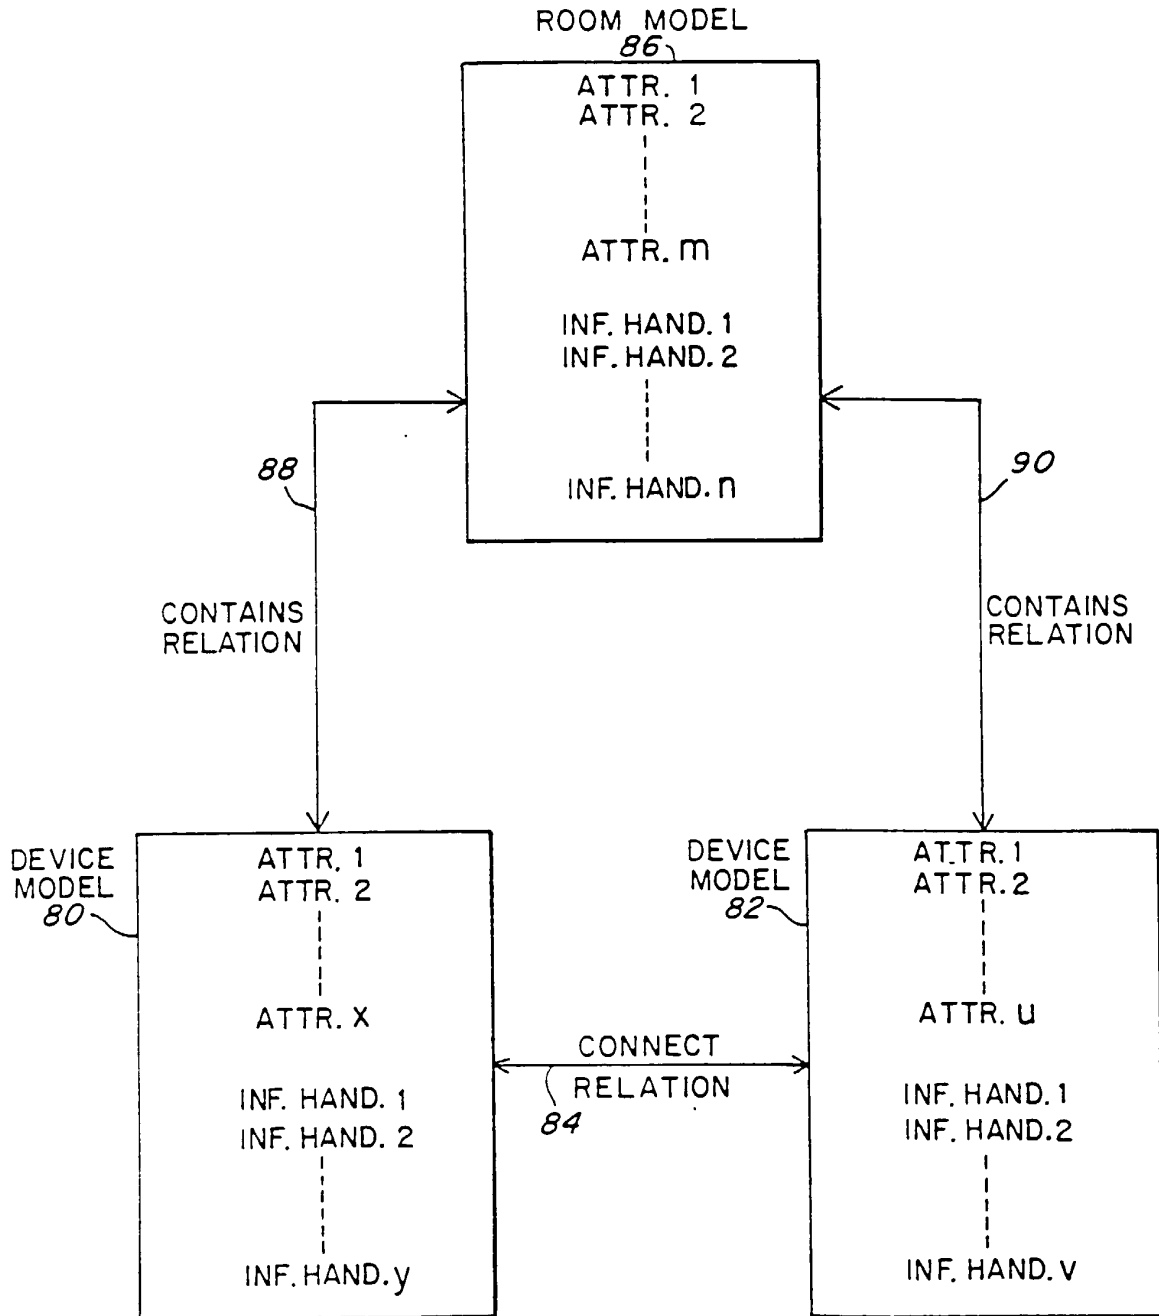 ROOM MODEL
86
ATTR. 1
ATTR. 2
ATTR. m
INF. HAND. 1
INF. HAND. 2
INF. HAND. n
88
90
CONTAINS
RELATION
CONTAINS
RELATION
DEVICE
MODEL
80
ATTR. 1
ATTR. 2
ATTR. x
INF. HAND. 1
INF. HAND. 2
INF. HAND. y
CONNECT
RELATION
84
DEVICE
MODEL
82
ATTR. 1
ATTR. 2
ATTR. u
INF. HAND. 1
INF. HAND. 2
INF. HAND. v